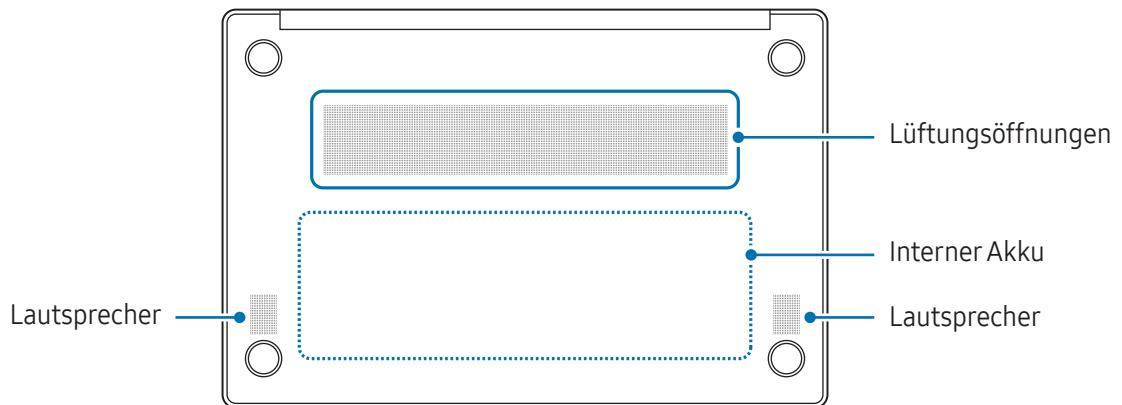 Lüftungsöffnungen
Interner Akku
Lautsprecher
Lautsprecher